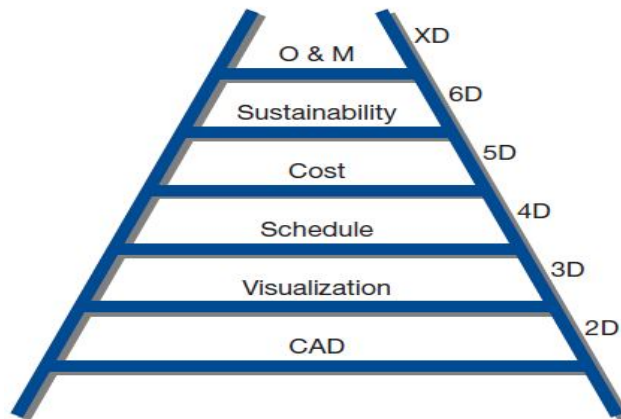 XD
O & M
6D
Sustainability
5D
Cost
4D
Schedule
3D
Visualization
2D
CAD